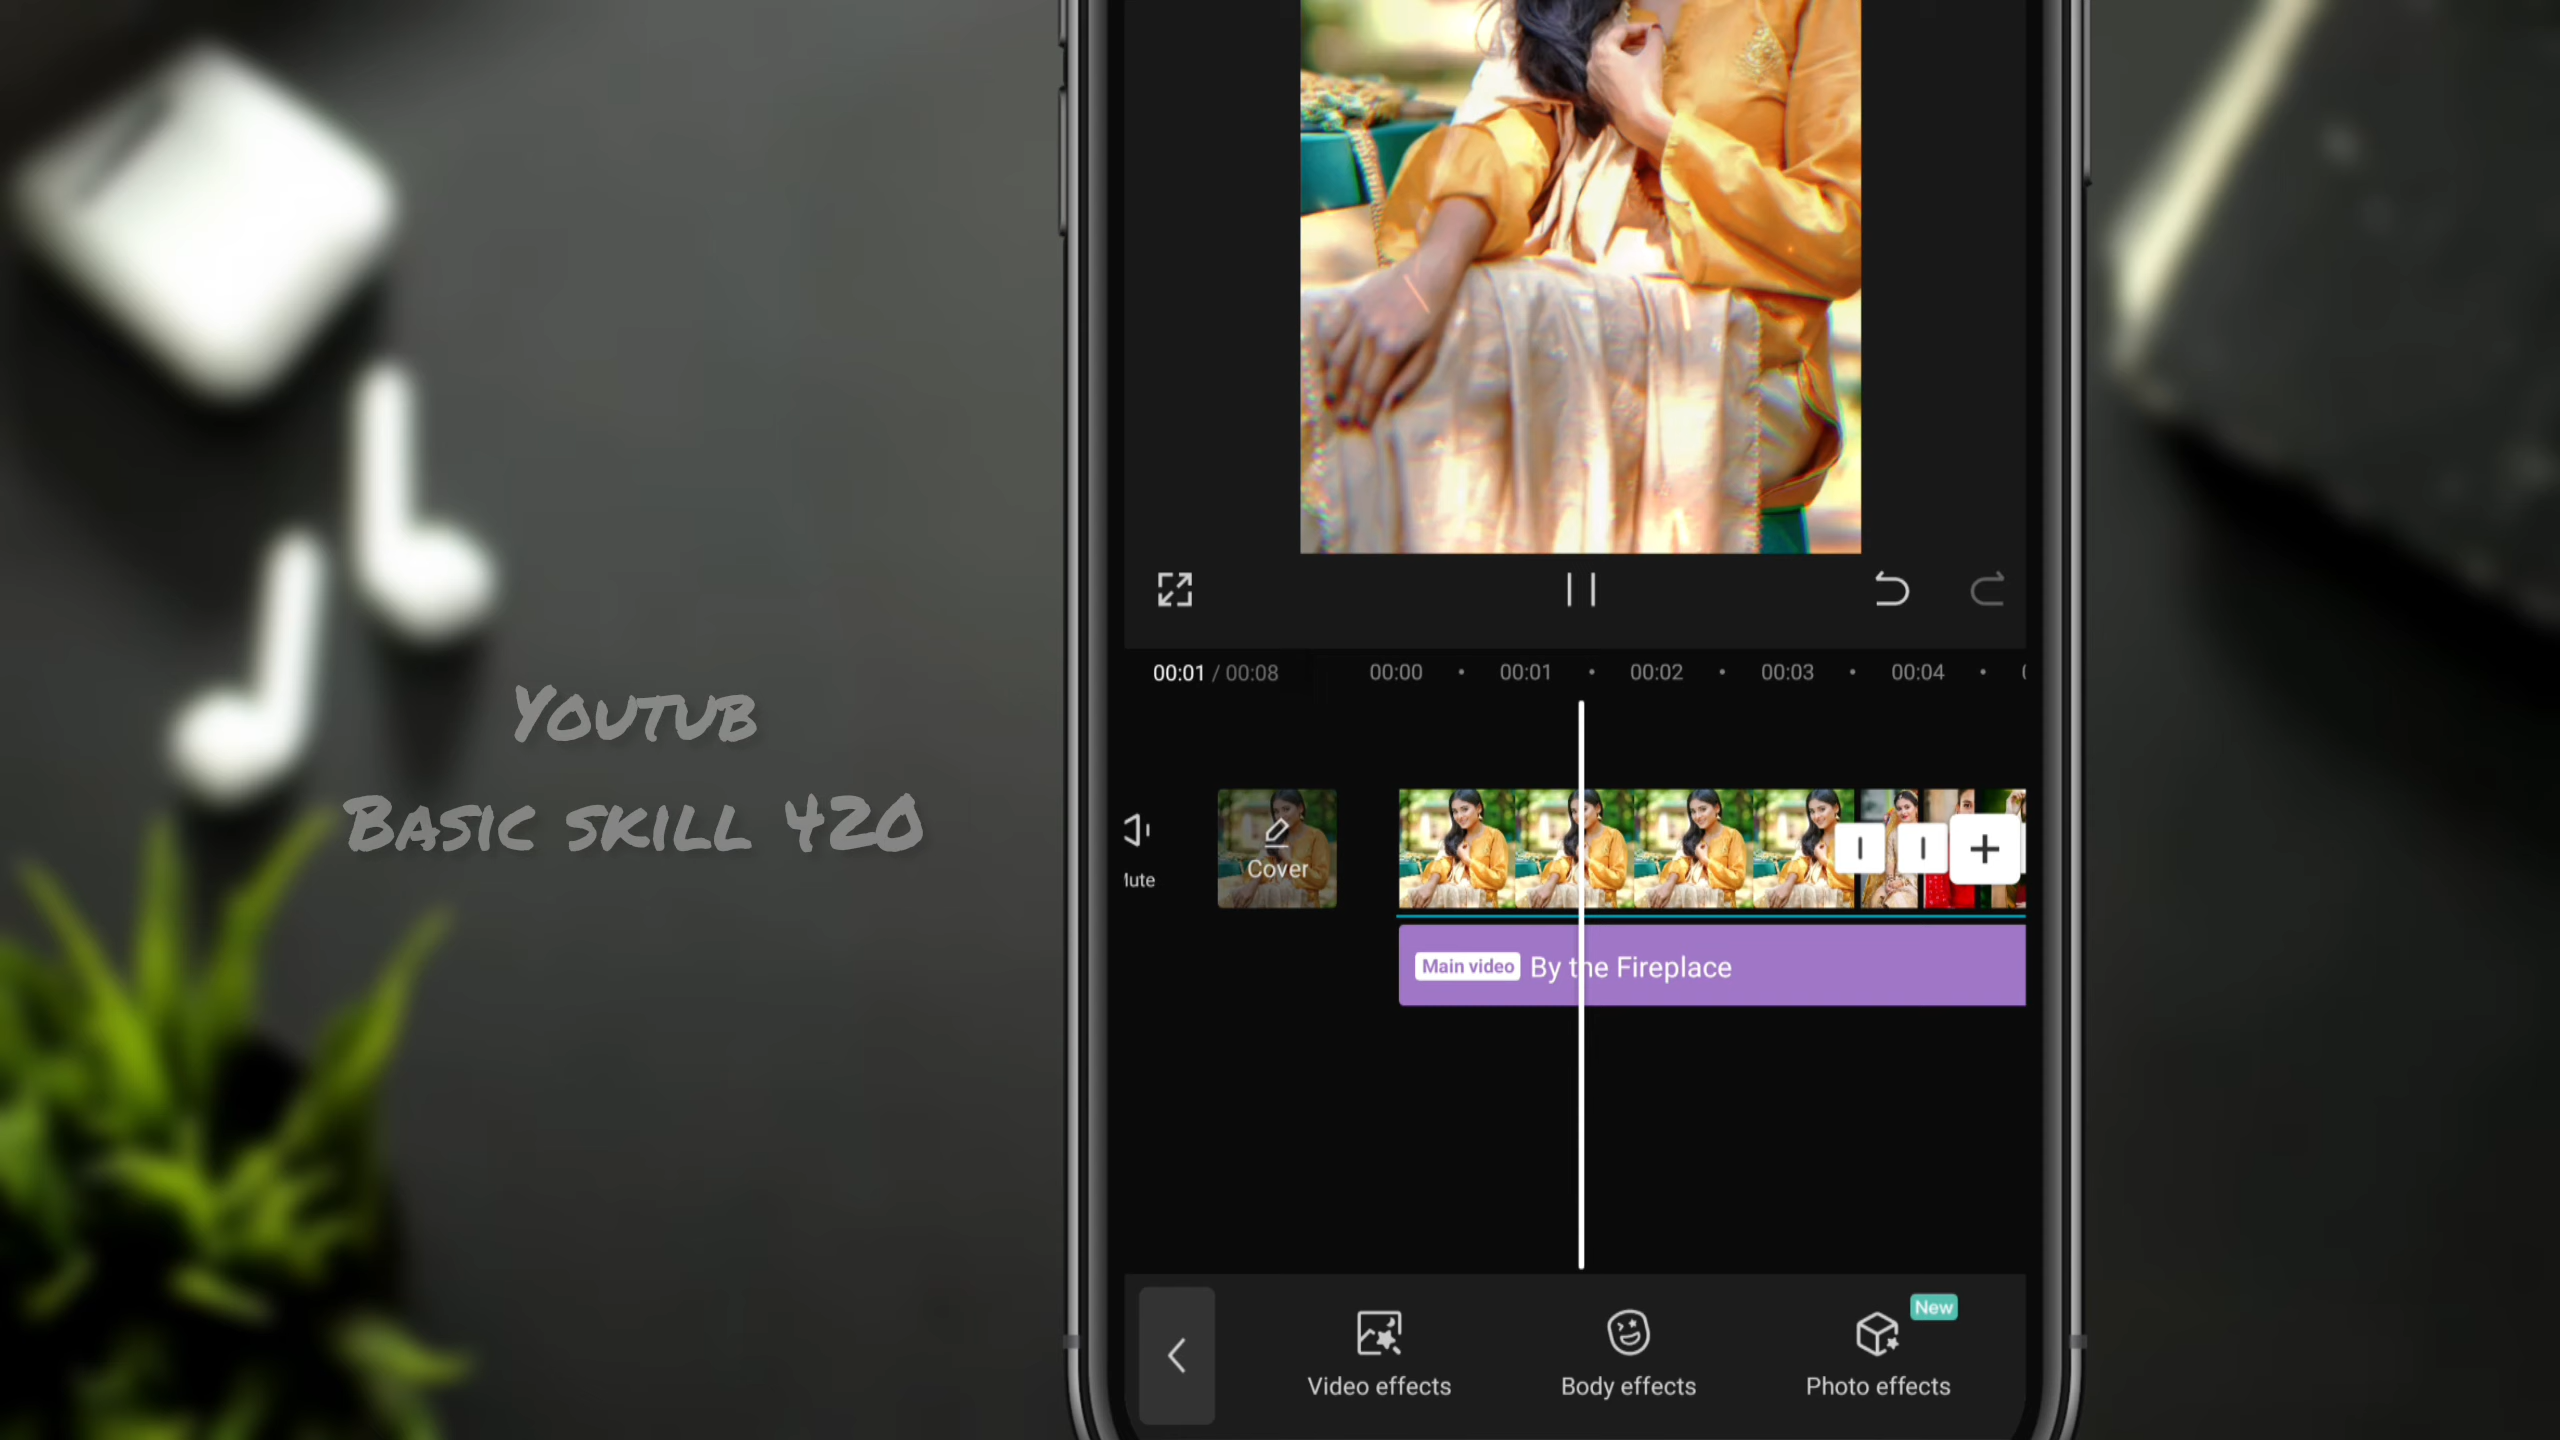 Youtub
Basic skill 420
00:01 / 00:08
00:00 00:01 00:02 00:03 00:04
Cover
Main video By the Fireplace
New
Video effects Body effects Photo effects